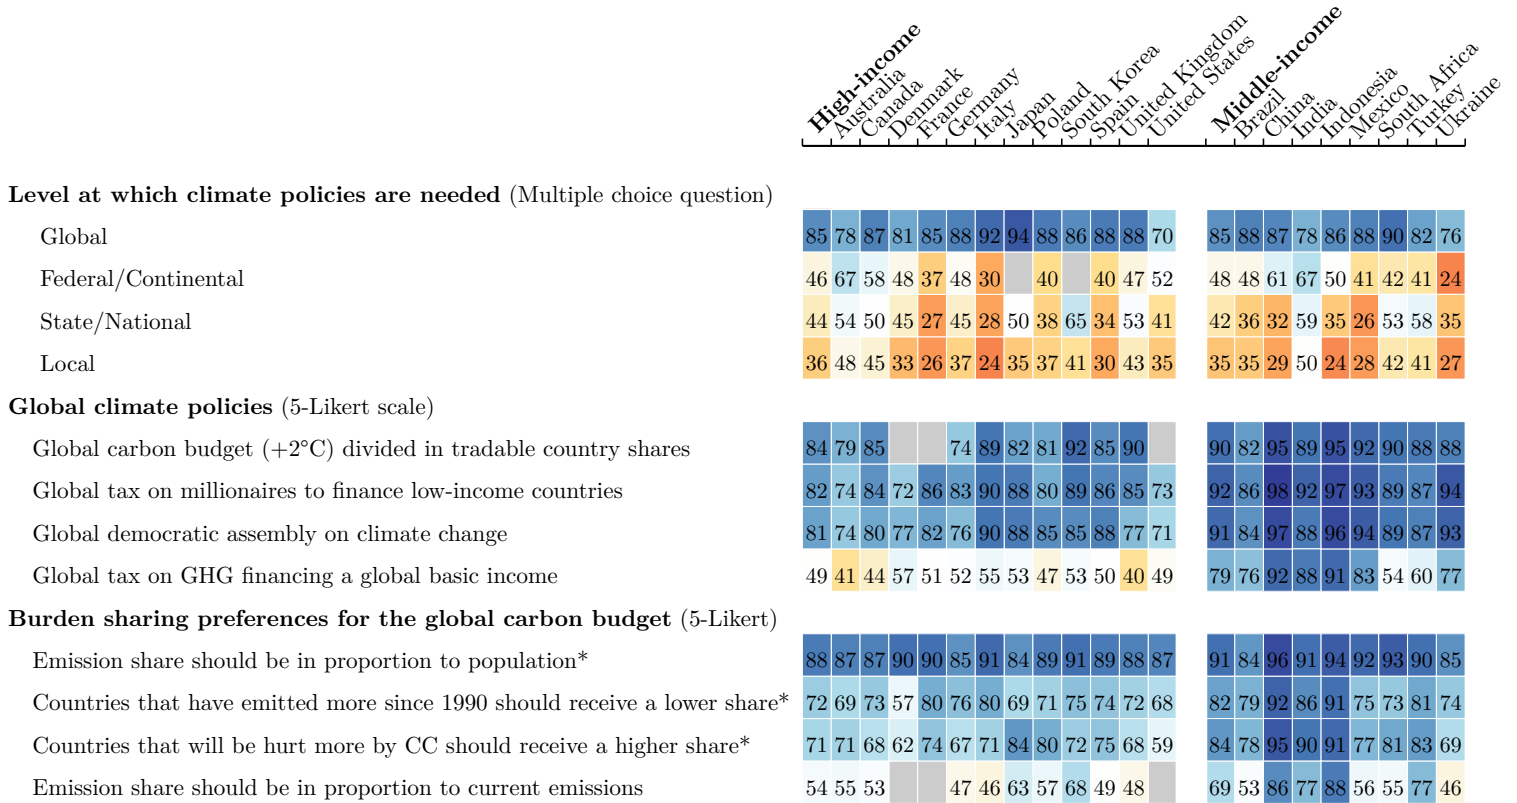 High-income Australia Canada Denmark France Germany Italy Japan Poland South Korea Spain United Kingdom United States Middle-income Brazil China India Indonesia Mexico South Africa Turkey Ukraine
Level at which climate policies are needed (Multiple choice question)
Global 85 78 87 81 85 88 92 94 88 86 88 88 70 85 88 87 78 86 88 90 82 76
Federal/Continental 46 67 58 48 37 48 30 40 40 47 52 48 48 61 67 50 41 42 41 24
State/National 44 54 50 45 27 45 28 50 38 65 34 53 41 42 36 32 59 35 26 53 58 35
Local 36 48 45 33 26 37 24 35 37 41 30 43 35 35 35 29 50 24 28 42 41 27
Global climate policies (5-Likert scale)
Global carbon budget (+2°C) divided in tradable country shares 84 79 85 74 89 82 81 92 85 90 90 82 95 89 95 92 90 88 88
Global tax on millionaires to finance low-income countries 82 74 84 72 86 83 90 88 80 89 86 85 73 92 86 98 92 97 93 89 87 94
Global democratic assembly on climate change 81 74 80 77 82 76 90 88 85 85 88 77 71 91 84 97 88 96 94 89 87 93
Global tax on GHG financing a global basic income 49 41 44 57 51 52 55 53 47 53 50 40 49 79 76 92 88 91 83 54 60 77
Burden sharing preferences for the global carbon budget (5-Likert)
Emission share should be in proportion to population* 88 87 87 90 90 85 91 84 89 91 89 88 87 91 84 96 91 94 92 93 90 85
Countries that have emitted more since 1990 should receive a lower share* 72 69 73 57 80 76 80 69 71 75 74 72 68 82 79 92 86 91 75 73 81 74
Countries that will be hurt more by CC should receive a higher share* 71 71 68 62 74 67 71 84 80 72 75 68 59 84 78 95 90 91 77 81 83 69
Emission share should be in proportion to current emissions 54 55 53 47 46 63 57 68 49 48 69 53 86 77 88 56 55 77 46